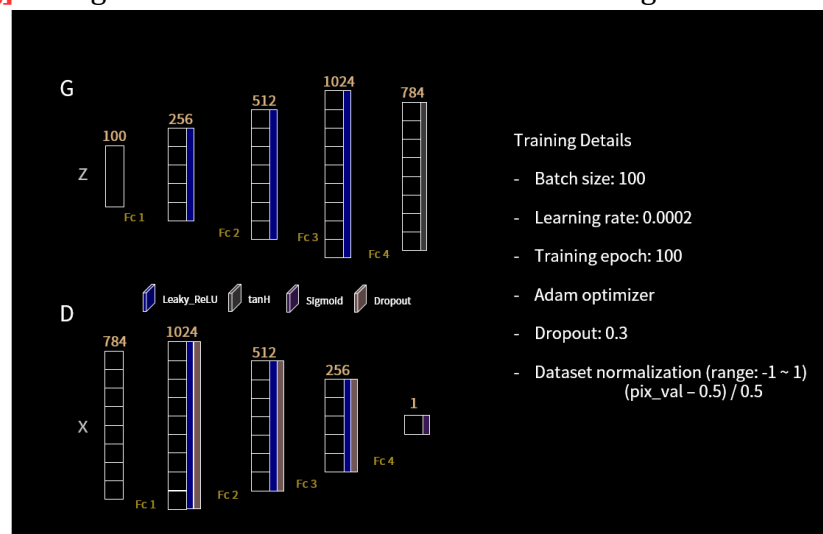 G
100
256
512
1024
784
Z
Fc 1
Fc 2
Fc 3
Fc 4
Leaky_ReLU
tanH
Sigmoid
Dropout
D
784
1024
512
256
1
X
Fc 1
Fc 2
Fc 3
Fc 4
Training Details
- Batch size: 100
- Learning rate: 0.0002
- Training epoch: 100
- Adam optimizer
- Dropout: 0.3
- Dataset normalization (range: -1 ~ 1)
(pix_val – 0.5) / 0.5